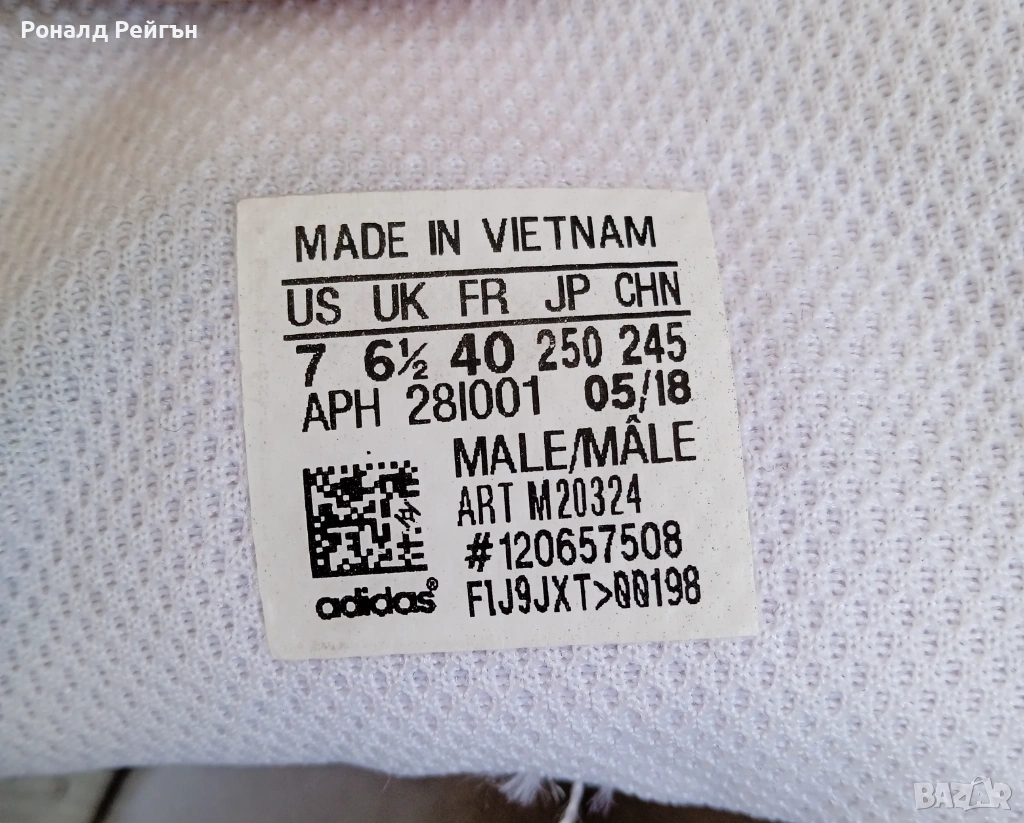 Роналд Рейгън
MADE IN VIETNAM
US UK FR JP CHN
7 6½ 40 250 245
APH 28I001 05/18
MALE/MÂLE
ART M20324
#120657508
adidas® F1J9JXT>00198
BAZAR